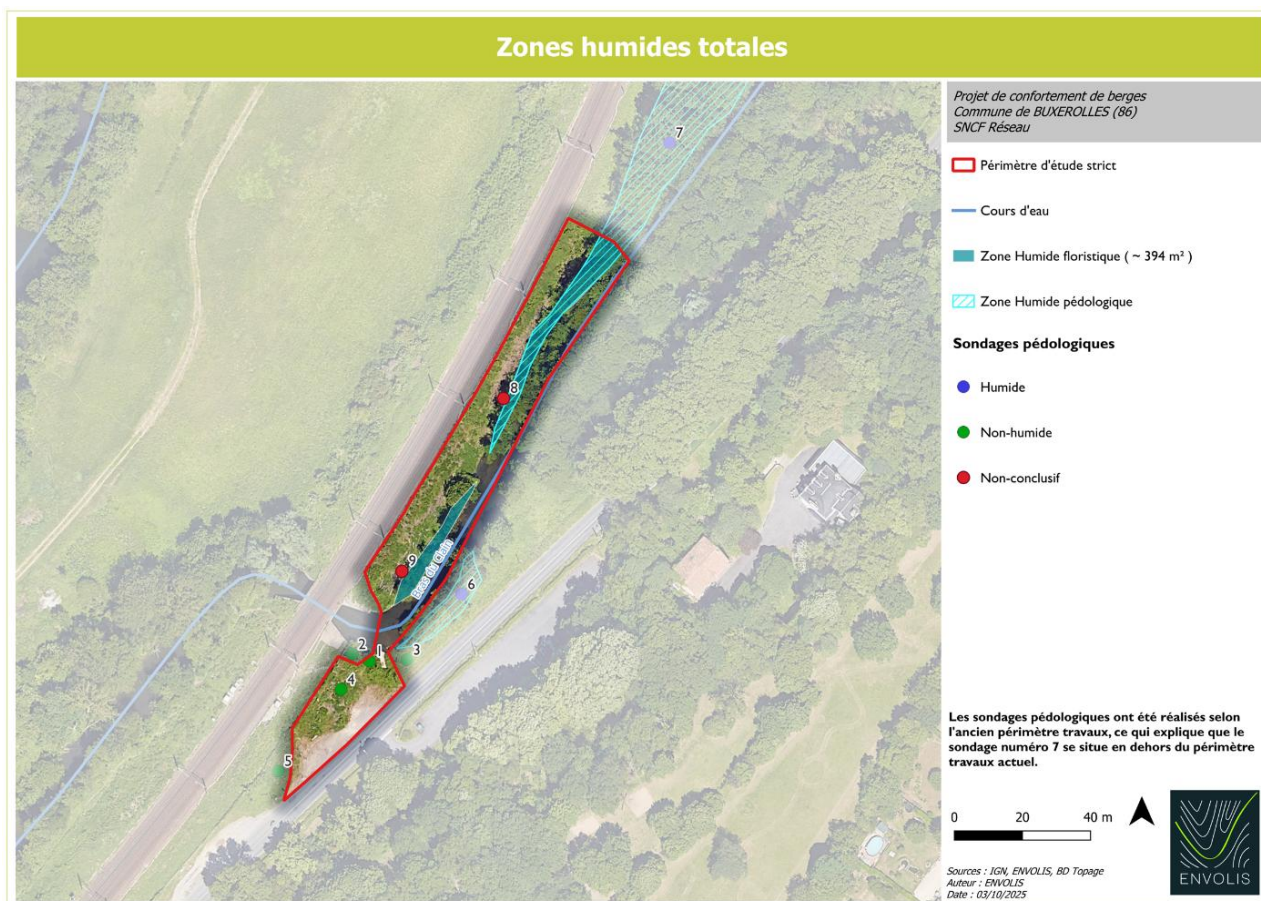 Zones humides totales
Projet de confortement de berges
Commune de BUXEROLLES (86)
SNCF Réseau
Périmètre d'étude strict
Cours d'eau
Zone Humide floristique ( ~ 394 m² )
Zone Humide pédologique
Sondages pédologiques
Humide
Non-humide
Non-conclusif
7
8
9
Bras du Clain
6
2
1
3
4
5
Les sondages pédologiques ont été réalisés selon
l'ancien périmètre travaux, ce qui explique que le
sondage numéro 7 se situe en dehors du périmètre
travaux actuel.
0 20 40 m
Sources : IGN, ENVOLIS, BD Topage
Auteur : ENVOLIS
Date : 03/10/2025
ENVOLIS